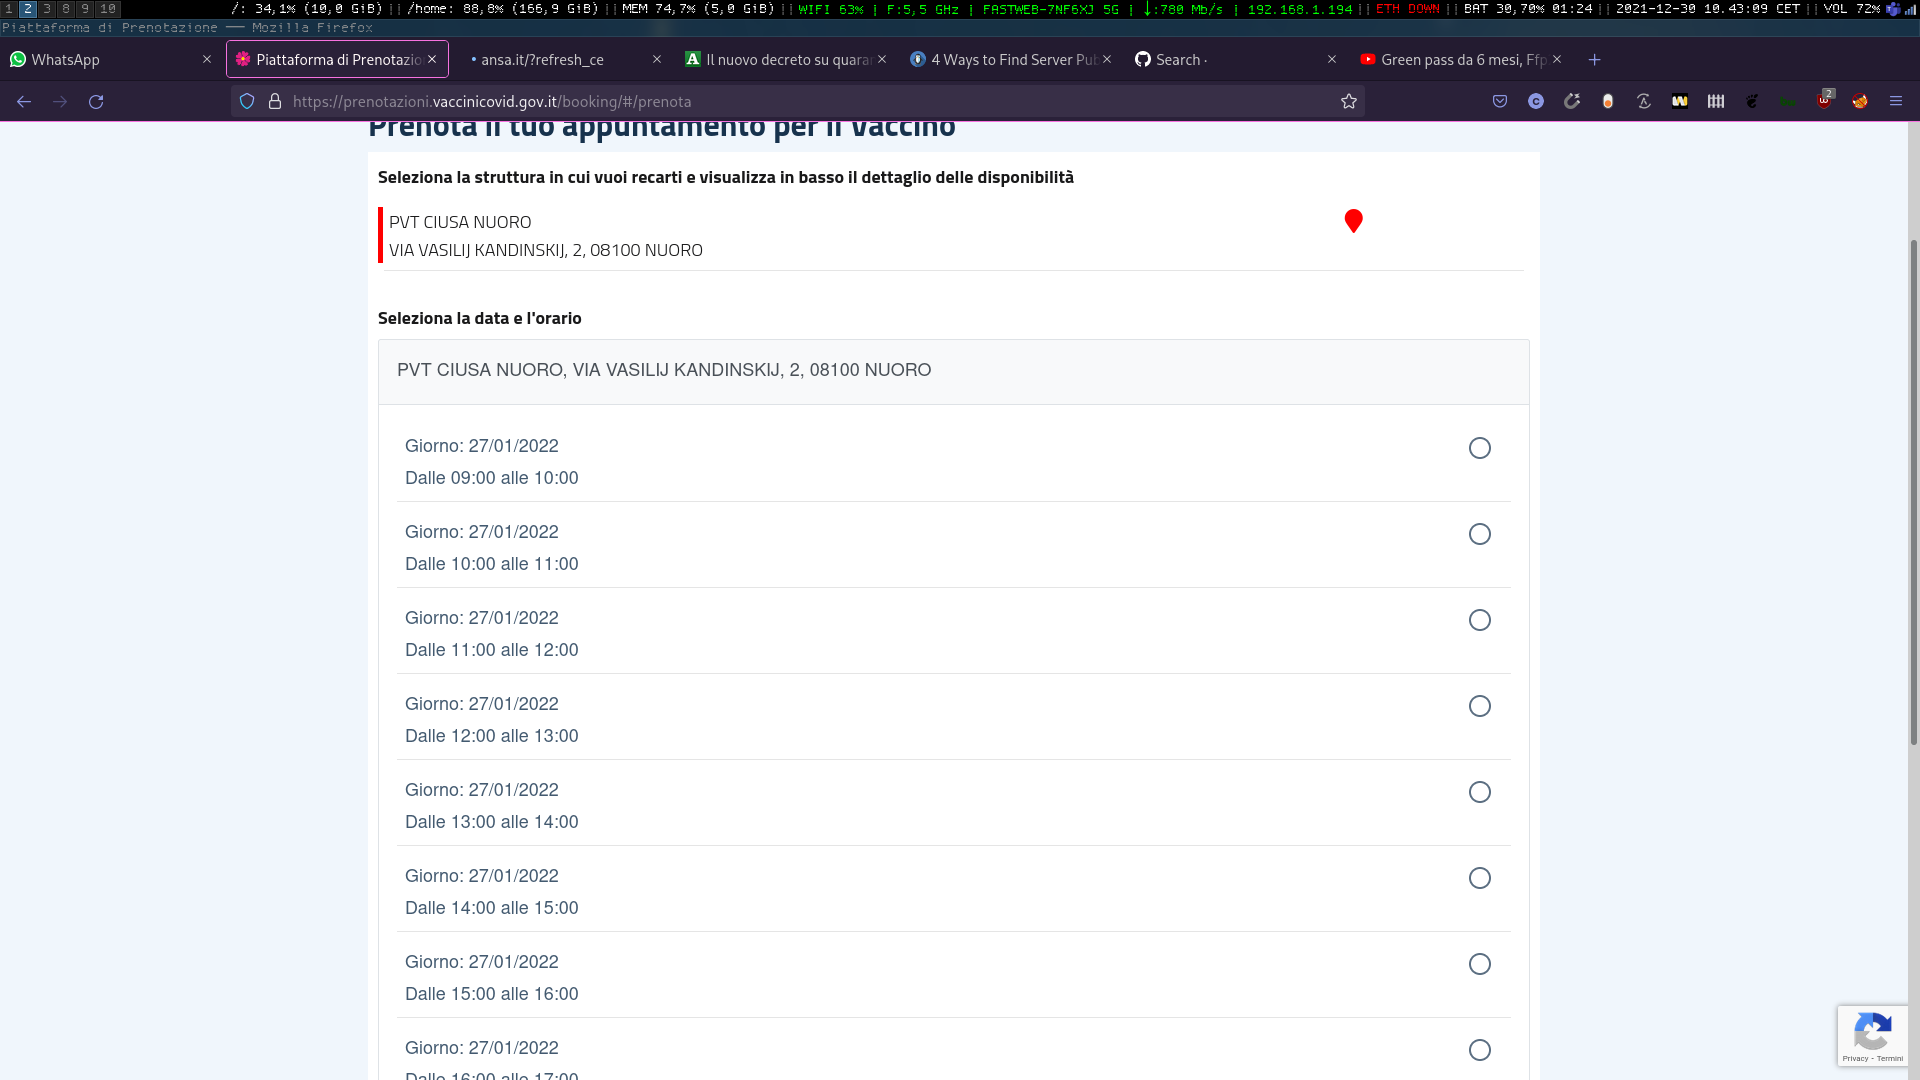 1 2 3 8 9 10 /: 34,1% (10,0 GiB) || /home: 88,8% (166,9 GiB) || MEM 74,7% (5,0 GiB) || WIFI 63% | F:5,5 GHz | FASTWEB-7NF6XJ 5G | ↓:780 Mb/s | 192.168.1.194 || ETH DOWN || BAT 30,70% 01:24 || 2021-12-30 10.43:09 CET || VOL 72%
Piattaforma di Prenotazione — Mozilla Firefox
WhatsApp
Piattaforma di Prenotazio
ansa.it/?refresh_ce
Il nuovo decreto su quaran
4 Ways to Find Server Pub
Search ·
Green pass da 6 mesi, Ffp
https://prenotazioni.vaccinicovid.gov.it/booking/#/prenota
2
Prenota il tuo appuntamento per il Vaccino
Seleziona la struttura in cui vuoi recarti e visualizza in basso il dettaglio delle disponibilità
PVT CIUSA NUORO
VIA VASILIJ KANDINSKIJ, 2, 08100 NUORO
Seleziona la data e l'orario
PVT CIUSA NUORO, VIA VASILIJ KANDINSKIJ, 2, 08100 NUORO
Giorno: 27/01/2022
Dalle 09:00 alle 10:00
Giorno: 27/01/2022
Dalle 10:00 alle 11:00
Giorno: 27/01/2022
Dalle 11:00 alle 12:00
Giorno: 27/01/2022
Dalle 12:00 alle 13:00
Giorno: 27/01/2022
Dalle 13:00 alle 14:00
Giorno: 27/01/2022
Dalle 14:00 alle 15:00
Giorno: 27/01/2022
Dalle 15:00 alle 16:00
Giorno: 27/01/2022
Dalle 16:00 alle 17:00
Privacy - Termini